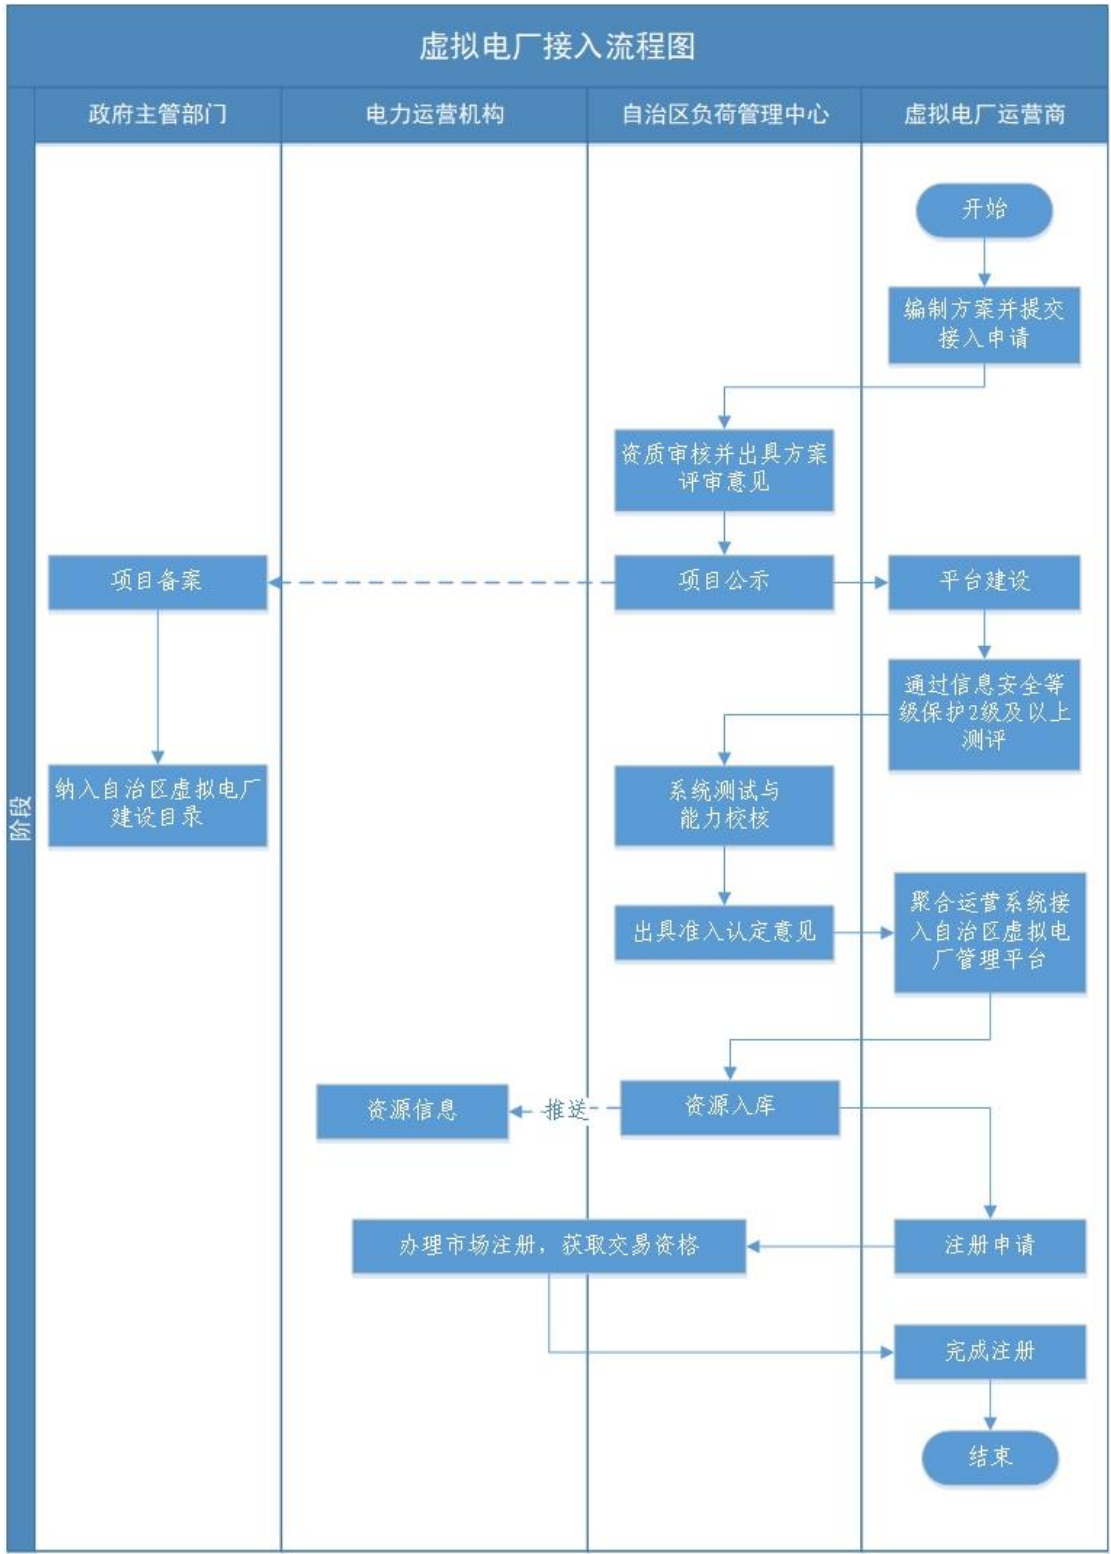 虚拟电厂接入流程图
政府主管部门
电力运营机构
自治区负荷管理中心
虚拟电厂运营商
阶段
开始
编制方案并提交
接入申请
资质审核并出具方案
评审意见
项目备案
项目公示
平台建设
通过信息安全等
级保护2级及以上
测评
纳入自治区虚拟电厂
建设目录
系统测试与
能力校核
出具准入认定意见
聚合运营系统接
入自治区虚拟电
厂管理平台
资源信息
推送
资源入库
办理市场注册，获取交易资格
注册申请
完成注册
结束